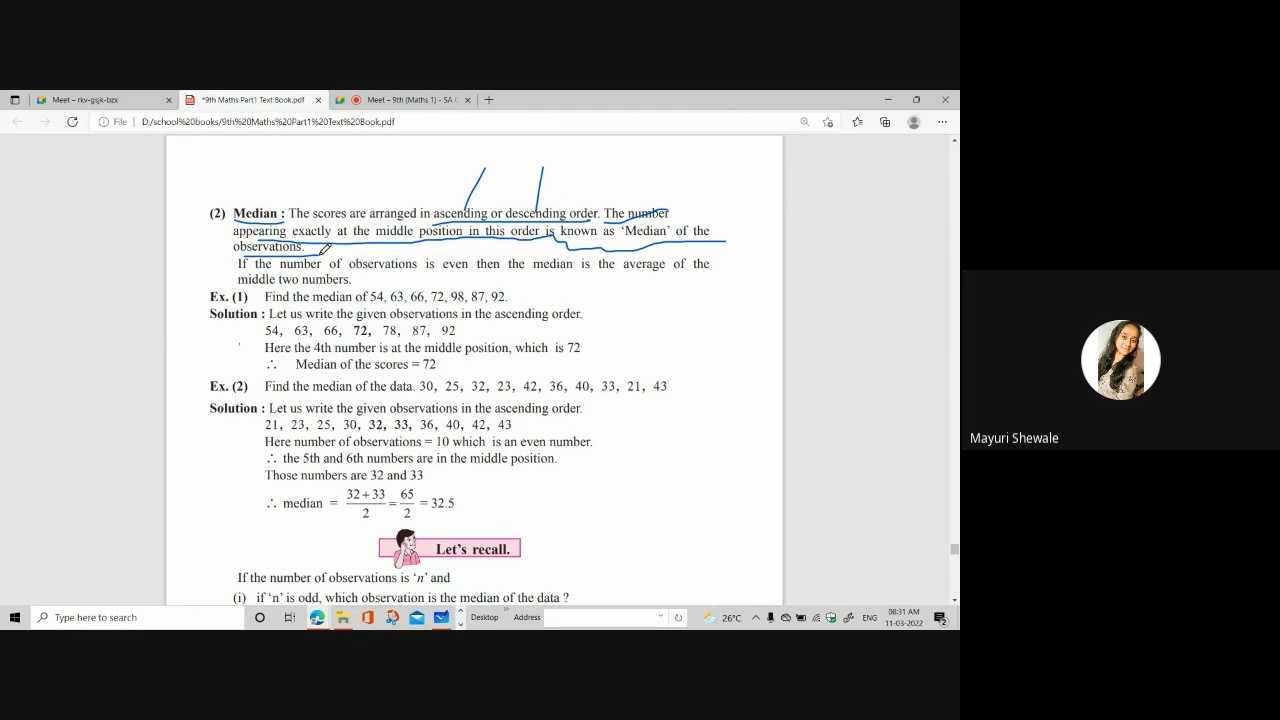 Meet – rkv-gsjk-bzx
*9th Maths Part1 Text Book.pdf
Meet – 9th (Maths 1) - SA C
File
D:/school%20books/9th%20Maths%20Part1%20Text%20Book.pdf
(2) Median : The scores are arranged in ascending or descending order. The number
appearing exactly at the middle position in this order is known as ‘Median’ of the
observations.
If the number of observations is even then the median is the average of the
middle two numbers.
Ex. (1) Find the median of 54, 63, 66, 72, 98, 87, 92.
Solution : Let us write the given observations in the ascending order.
54, 63, 66, 72, 78, 87, 92
Here the 4th number is at the middle position, which is 72
∴ Median of the scores = 72
Ex. (2) Find the median of the data. 30, 25, 32, 23, 42, 36, 40, 33, 21, 43
Solution : Let us write the given observations in the ascending order.
21, 23, 25, 30, 32, 33, 36, 40, 42, 43
Here number of observations = 10 which is an even number.
∴ the 5th and 6th numbers are in the middle position.
Those numbers are 32 and 33
∴ median = (32 + 33)/2 = 65/2 = 32.5
Let’s recall.
If the number of observations is ‘n’ and
(i) if ‘n’ is odd, which observation is the median of the data ?
Mayuri Shewale
Type here to search
Desktop
Address
26°C
ENG
08:31 AM
11-03-2022
2